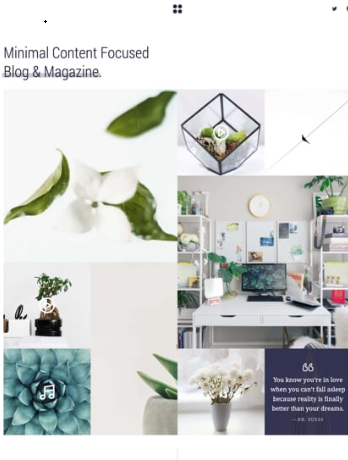 Minimal Content Focused
Blog & Magazine
You know you're in love
when you can't fall asleep
because reality is finally
better than your dreams.
— DR. SUESS